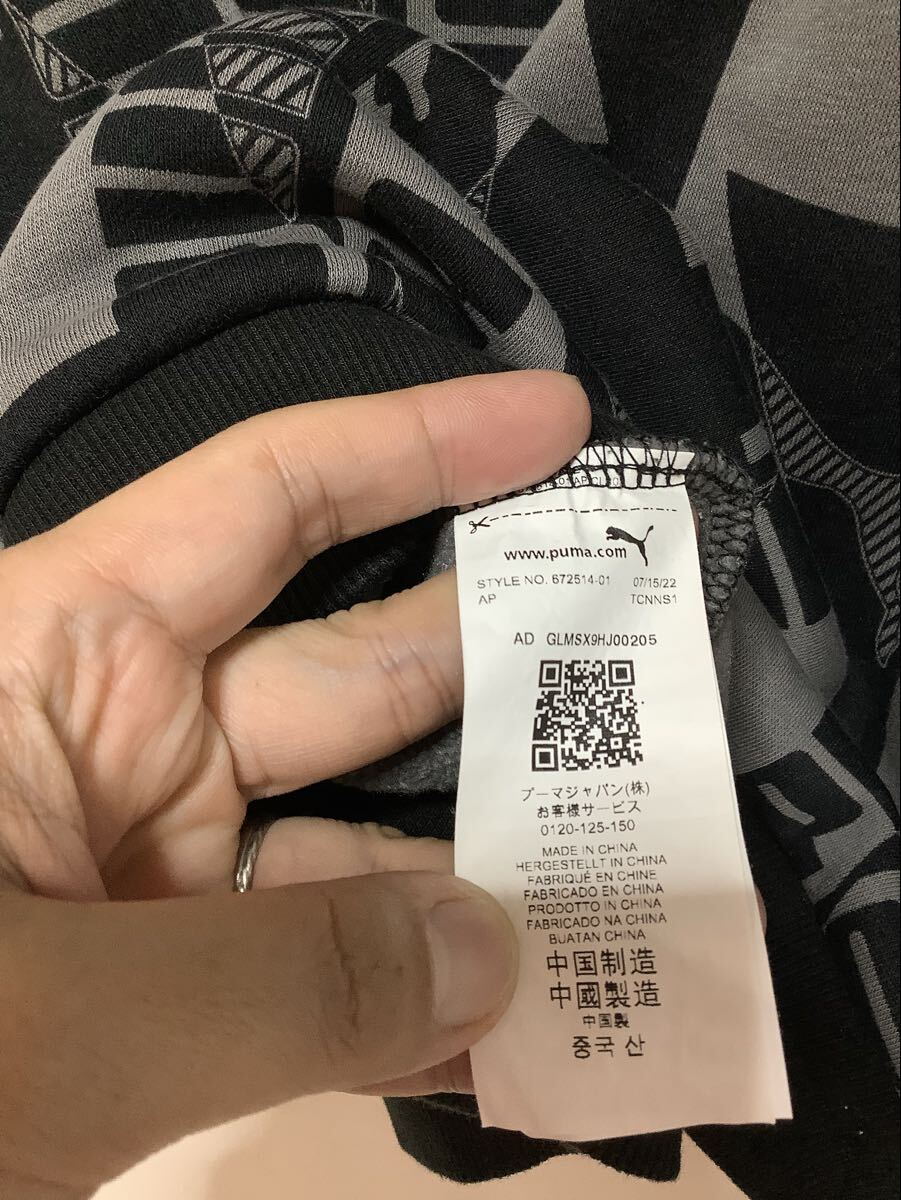 www.puma.com
STYLE NO. 672514-01 07/15/22
AP TCNNS1
AD GLMSX9HJ00205
プーマジャパン(株)
お客様サービス
0120-125-150
MADE IN CHINA
HERGESTELLT IN CHINA
FABRIQUÉ EN CHINE
FABRICADO EN CHINA
PRODOTTO IN CHINA
FABRICADO NA CHINA
BUATAN CHINA
中国制造
中國製造
中国製
중국 산